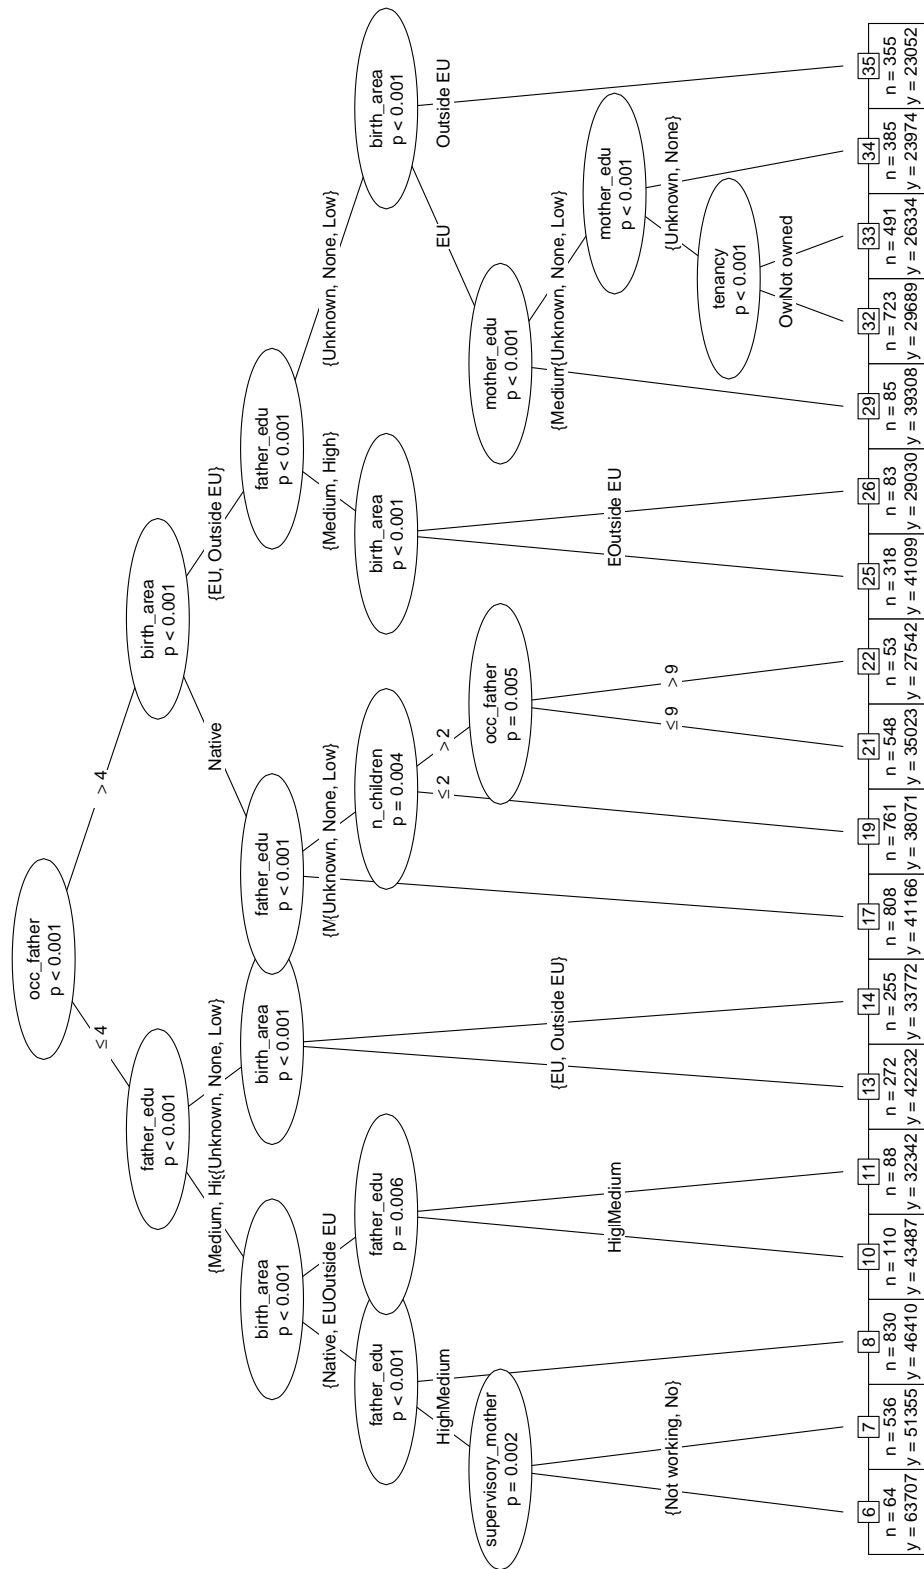 occ_father
p < 0.001
≤ 4
> 4
father_edu
p < 0.001
{Medium, Hig
{Unknown, None, Low}
birth_area
p < 0.001
{Native, EU
Outside EU
father_edu
p < 0.001
High
Medium
supervisory_mother
p = 0.002
{Not working, No}
father_edu
p = 0.006
High
Medium
birth_area
p < 0.001
{EU, Outside EU}
birth_area
p < 0.001
Native
{EU, Outside EU}
father_edu
p < 0.001
{M
{Unknown, None, Low}
n_children
p = 0.004
≤ 2
> 2
occ_father
p = 0.005
≤ 9
> 9
father_edu
p < 0.001
{Medium, High}
{Unknown, None, Low}
birth_area
p < 0.001
E
Outside EU
birth_area
p < 0.001
EU
Outside EU
mother_edu
p < 0.001
{Medium
{Unknown, None, Low}
mother_edu
p < 0.001
{Unknown, None}
tenancy
p < 0.001
Ow
Not owned
6
n = 64
y = 63707
7
n = 536
y = 51355
8
n = 830
y = 46410
10
n = 110
y = 43487
11
n = 88
y = 32342
13
n = 272
y = 42232
14
n = 255
y = 33772
17
n = 808
y = 41166
19
n = 761
y = 38071
21
n = 548
y = 35023
22
n = 53
y = 27542
25
n = 318
y = 41099
26
n = 83
y = 29030
29
n = 85
y = 39308
32
n = 723
y = 29689
33
n = 491
y = 26334
34
n = 385
y = 23974
35
n = 355
y = 23052